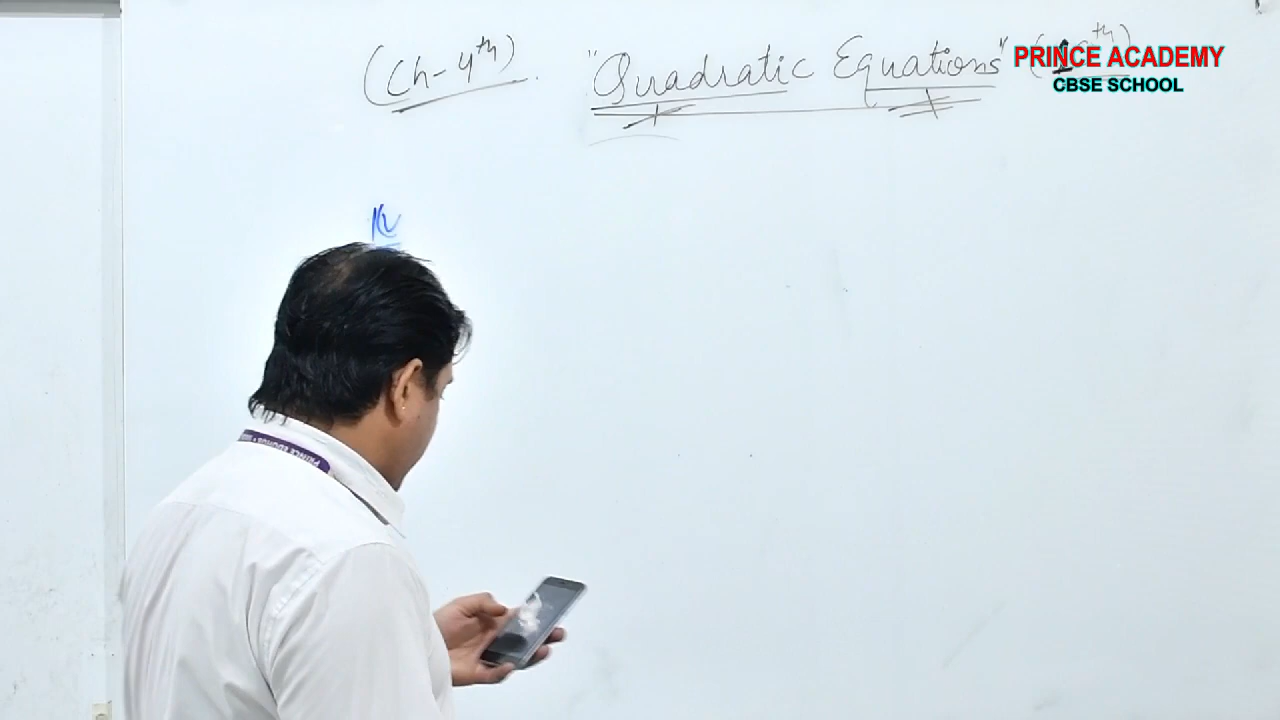 (Ch-4th) "Quadratic Equations" (10th)
PRINCE ACADEMY
CBSE SCHOOL